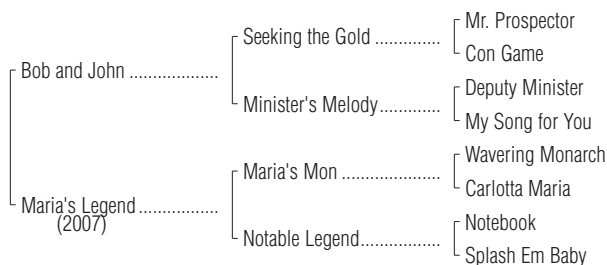 Mr. Prospector
Seeking the Gold ..............
Con Game
Bob and John ...................
Deputy Minister
Minister's Melody.............
My Song for You
Wavering Monarch
Maria's Mon .....................
Carlotta Maria
Maria's Legend .................
(2007)
Notebook
Notable Legend.................
Splash Em Baby